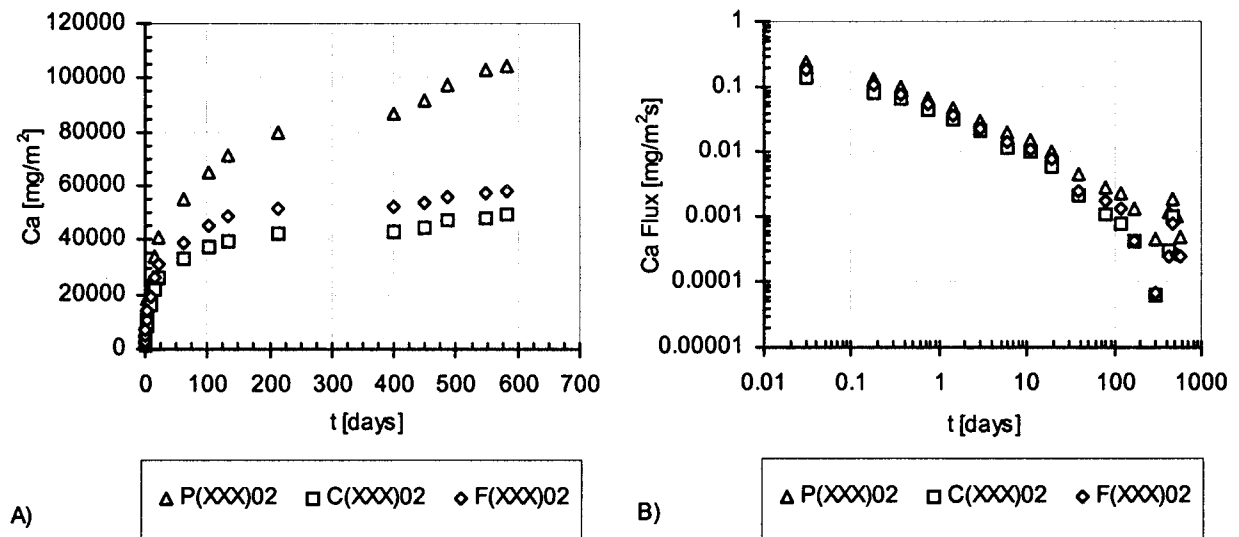 120000
100000
80000
60000
40000
20000
0
Ca [mg/m²]
0 100 200 300 400 500 600 700
t [days]
P(XXX)02 C(XXX)02 F(XXX)02
A)
1
0.1
0.01
0.001
0.0001
0.00001
Ca Flux [mg/m²s]
0.01 0.1 1 10 100 1000
t [days]
P(XXX)02 C(XXX)02 F(XXX)02
B)